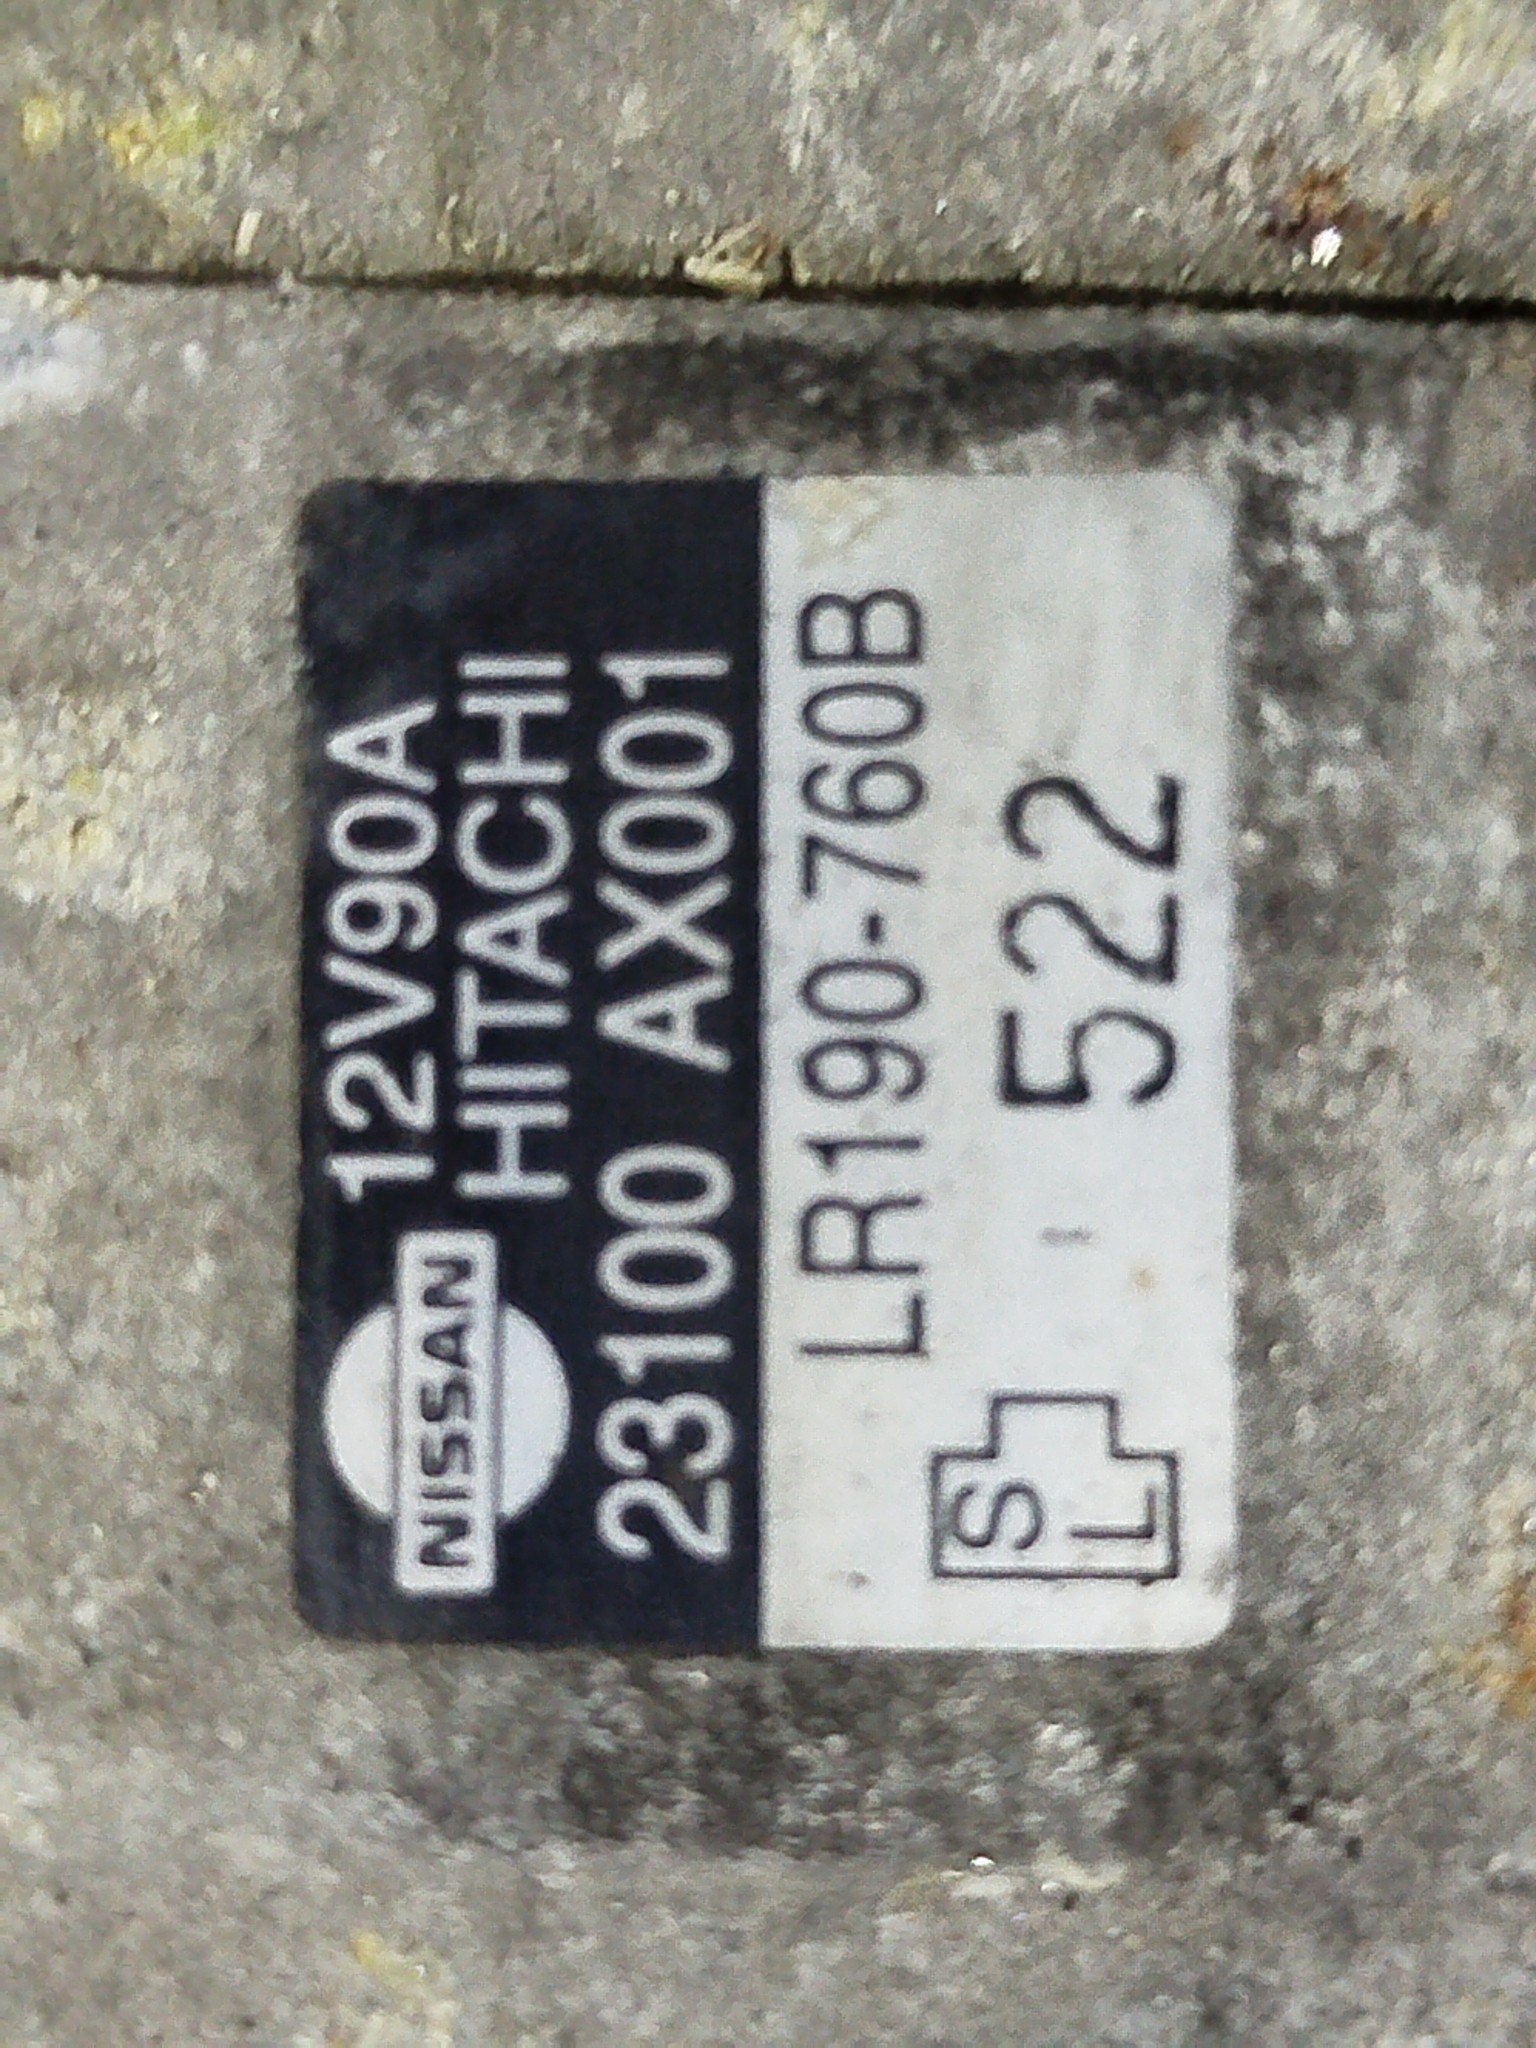 NISSAN
12V90A
HITACHI
23100 AX001
LR190-760B
S
L
522